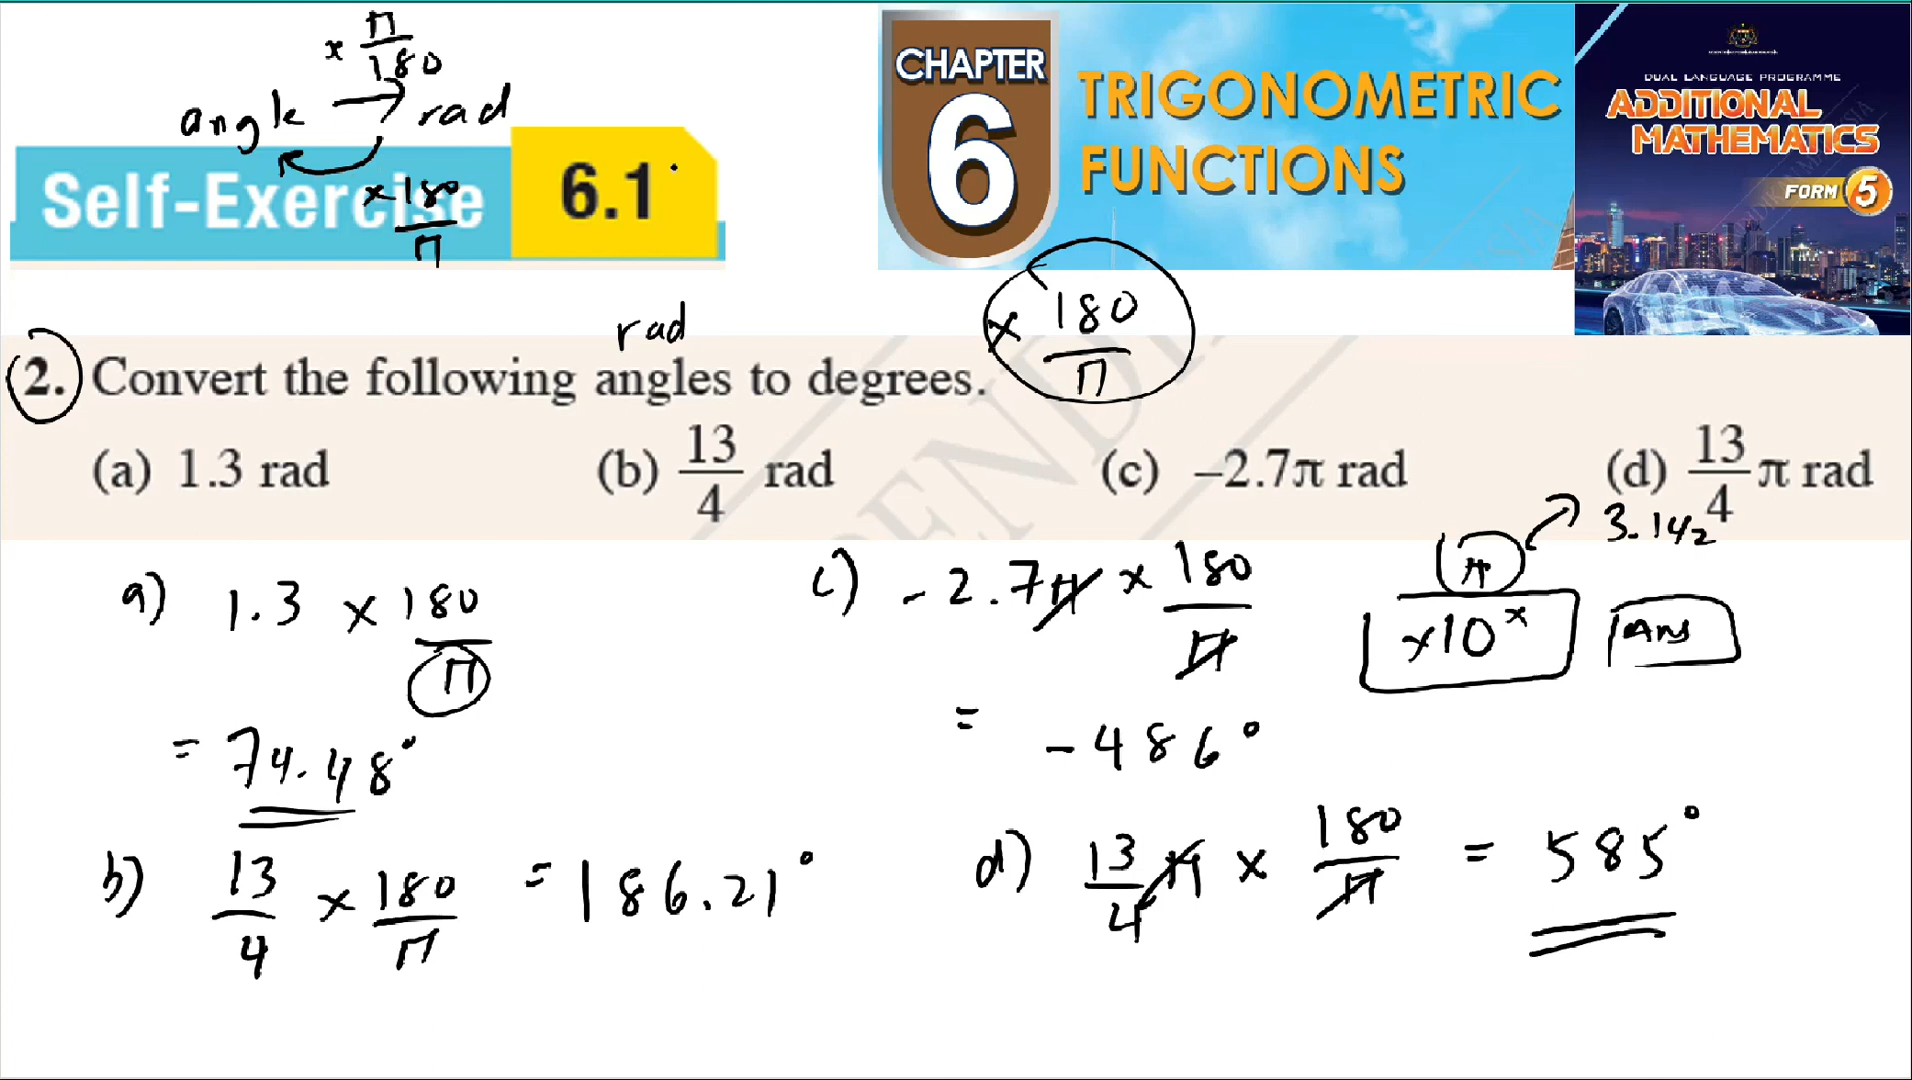 × π/180
angle → rad
× 180/π
Self-Exercise 6.1
CHAPTER 6
TRIGONOMETRIC
FUNCTIONS
DUAL LANGUAGE PROGRAMME
ADDITIONAL
MATHEMATICS
FORM 5
rad
× 180/π
2. Convert the following angles to degrees.
(a) 1.3 rad
(b) 13/4 rad
(c) –2.7π rad
(d) 13/4 π rad
a) 1.3 × 180/π
= 74.48°
b) 13/4 × 180/π = 186.21°
c) -2.7π × 180/π
= -486°
π 3.142
×10ˣ Ans
d) 13/4 π × 180/π = 585°